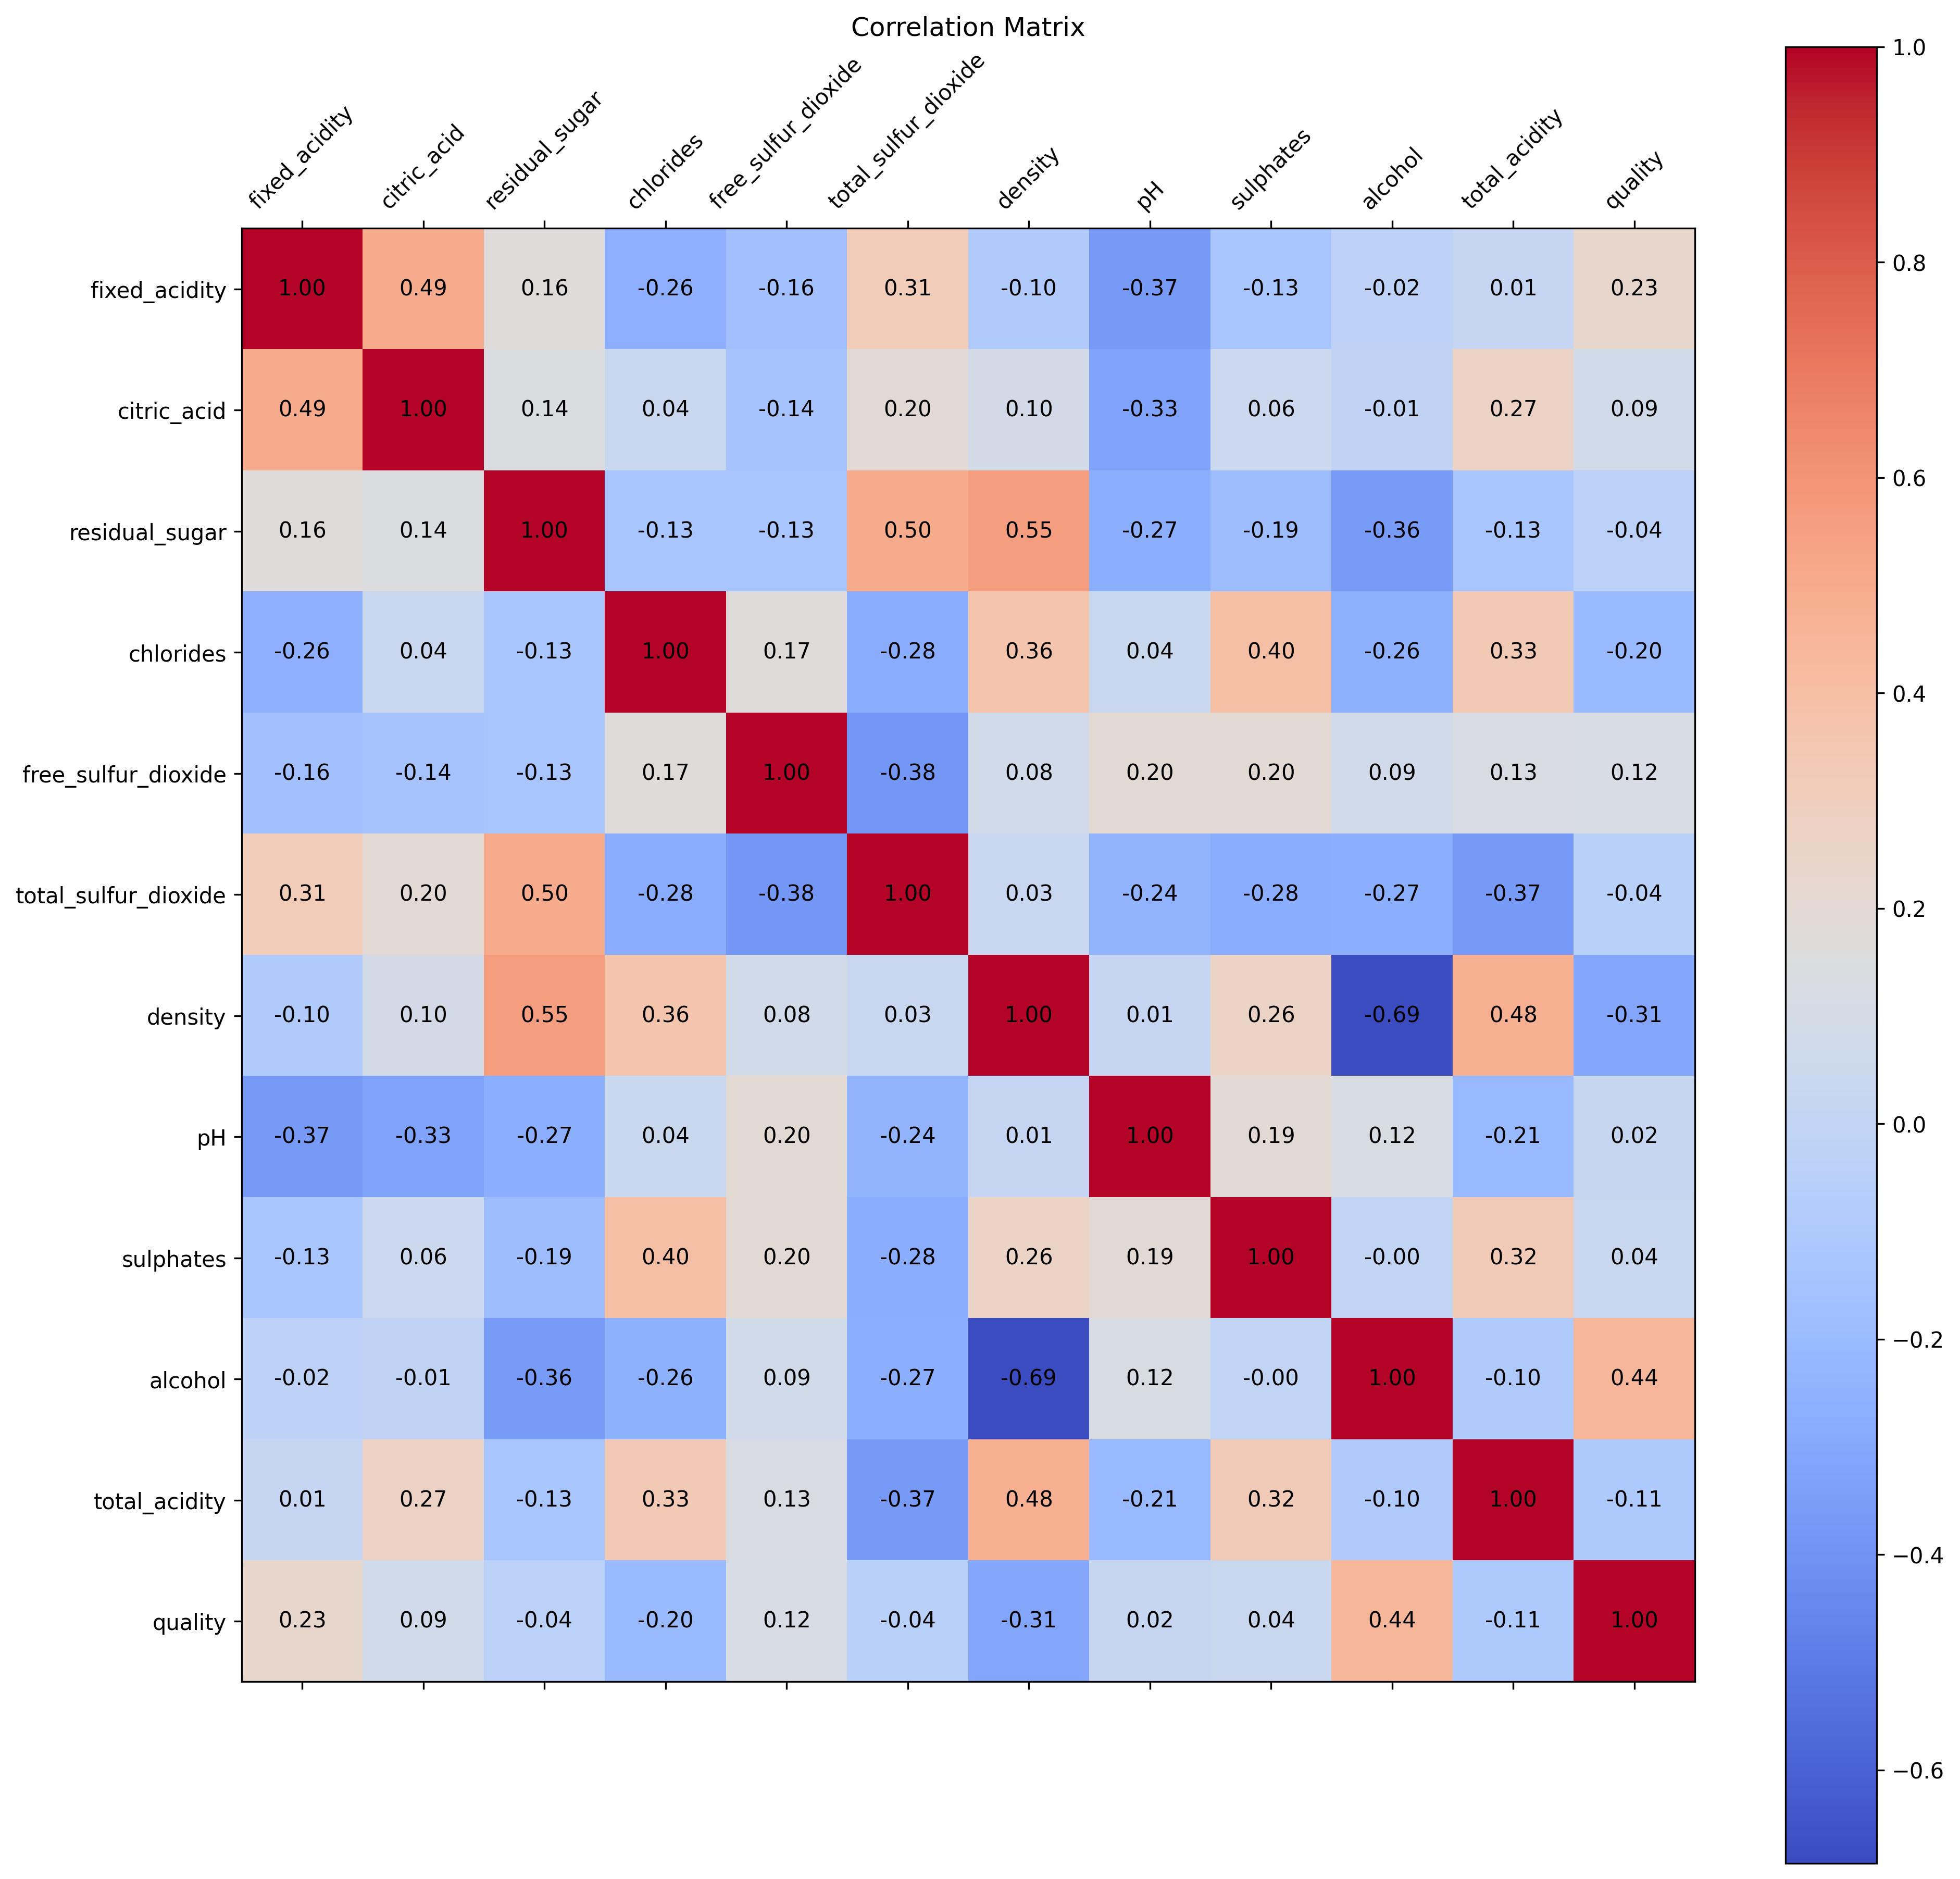 Correlation Matrix
fixed_acidity citric_acid residual_sugar chlorides free_sulfur_dioxide total_sulfur_dioxide density pH sulphates alcohol total_acidity quality
fixed_acidity 1.00 0.49 0.16 -0.26 -0.16 0.31 -0.10 -0.37 -0.13 -0.02 0.01 0.23
citric_acid 0.49 1.00 0.14 0.04 -0.14 0.20 0.10 -0.33 0.06 -0.01 0.27 0.09
residual_sugar 0.16 0.14 1.00 -0.13 -0.13 0.50 0.55 -0.27 -0.19 -0.36 -0.13 -0.04
chlorides -0.26 0.04 -0.13 1.00 0.17 -0.28 0.36 0.04 0.40 -0.26 0.33 -0.20
free_sulfur_dioxide -0.16 -0.14 -0.13 0.17 1.00 -0.38 0.08 0.20 0.20 0.09 0.13 0.12
total_sulfur_dioxide 0.31 0.20 0.50 -0.28 -0.38 1.00 0.03 -0.24 -0.28 -0.27 -0.37 -0.04
density -0.10 0.10 0.55 0.36 0.08 0.03 1.00 0.01 0.26 -0.69 0.48 -0.31
pH -0.37 -0.33 -0.27 0.04 0.20 -0.24 0.01 1.00 0.19 0.12 -0.21 0.02
sulphates -0.13 0.06 -0.19 0.40 0.20 -0.28 0.26 0.19 1.00 -0.00 0.32 0.04
alcohol -0.02 -0.01 -0.36 -0.26 0.09 -0.27 -0.69 0.12 -0.00 1.00 -0.10 0.44
total_acidity 0.01 0.27 -0.13 0.33 0.13 -0.37 0.48 -0.21 0.32 -0.10 1.00 -0.11
quality 0.23 0.09 -0.04 -0.20 0.12 -0.04 -0.31 0.02 0.04 0.44 -0.11 1.00
1.0
0.8
0.6
0.4
0.2
0.0
−0.2
−0.4
−0.6